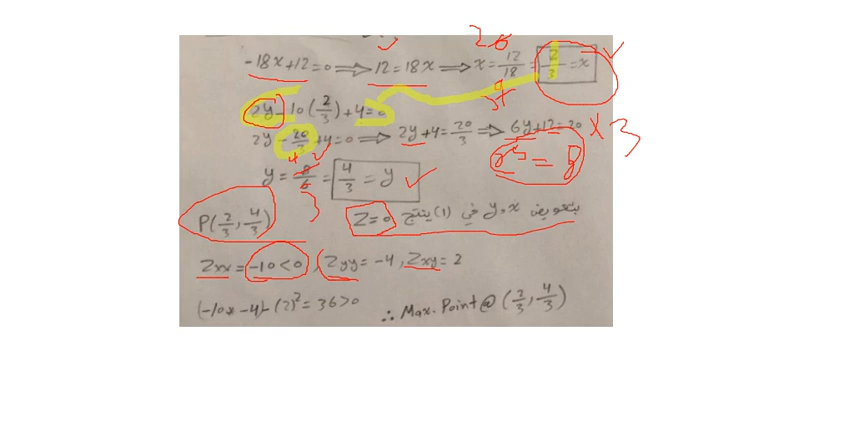 -18x+12=0 ⟹ 12=18x ⟹ x=12/18=2/3=x
2y-10(2/3)+4=0
2y-20/3+4=0 ⟹ 2y+4=20/3 ⟹ 6y+12=20 ×3
y=8/6=4/3=y
P(2/3, 4/3) بتعويض x،y في (1) ينتج Z=0
Zxx=-10<0, Zyy=-4, Zxy=2
(-10×-4)-(2)²=36>0 ∴ Max. Point@(2/3, 4/3)